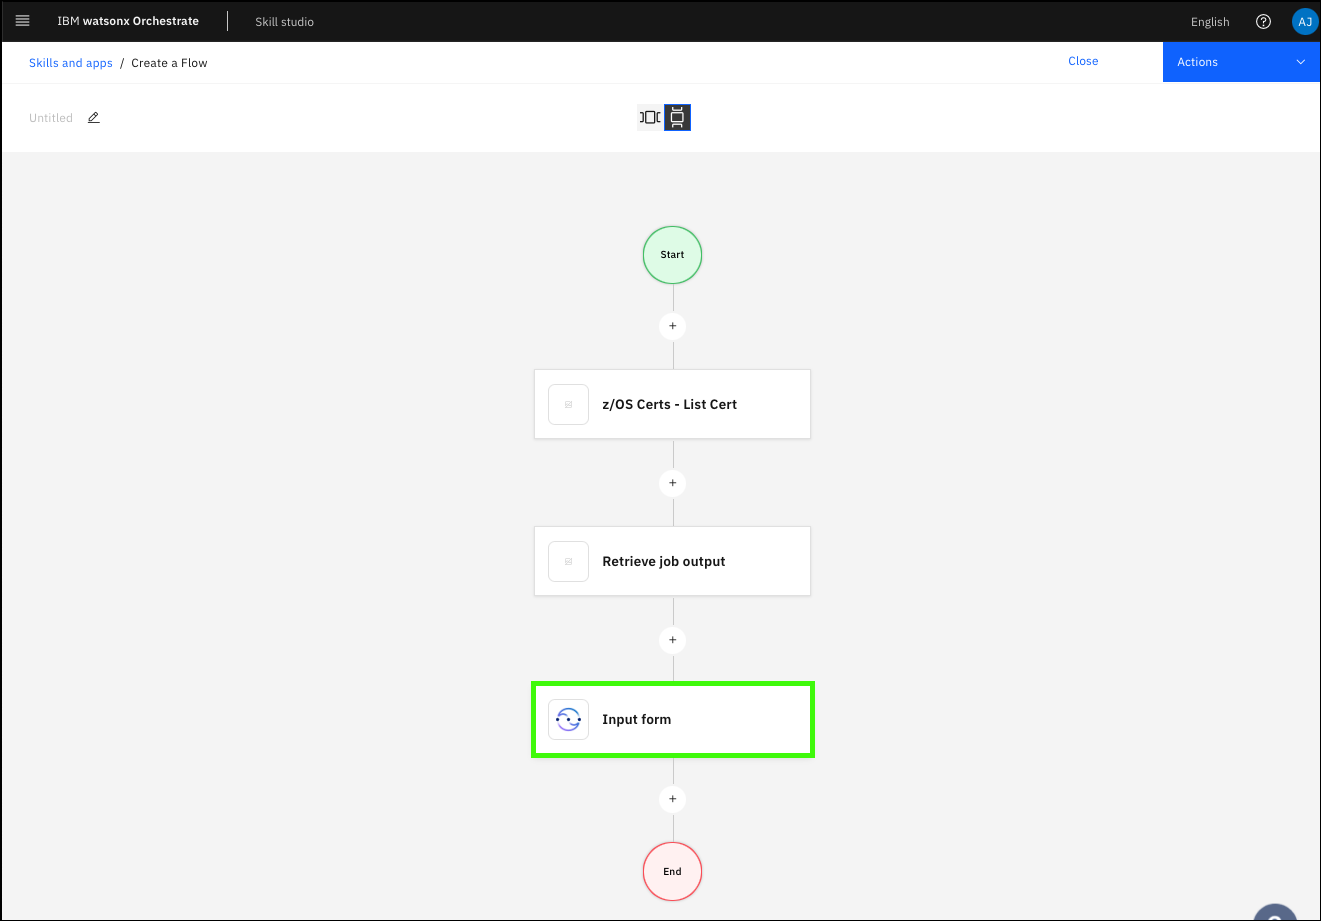 IBM watsonx Orchestrate
Skill studio
English
AJ
Skills and apps / Create a Flow
Close
Actions
Untitled
Start
+
z/OS Certs - List Cert
+
Retrieve job output
+
Input form
+
End